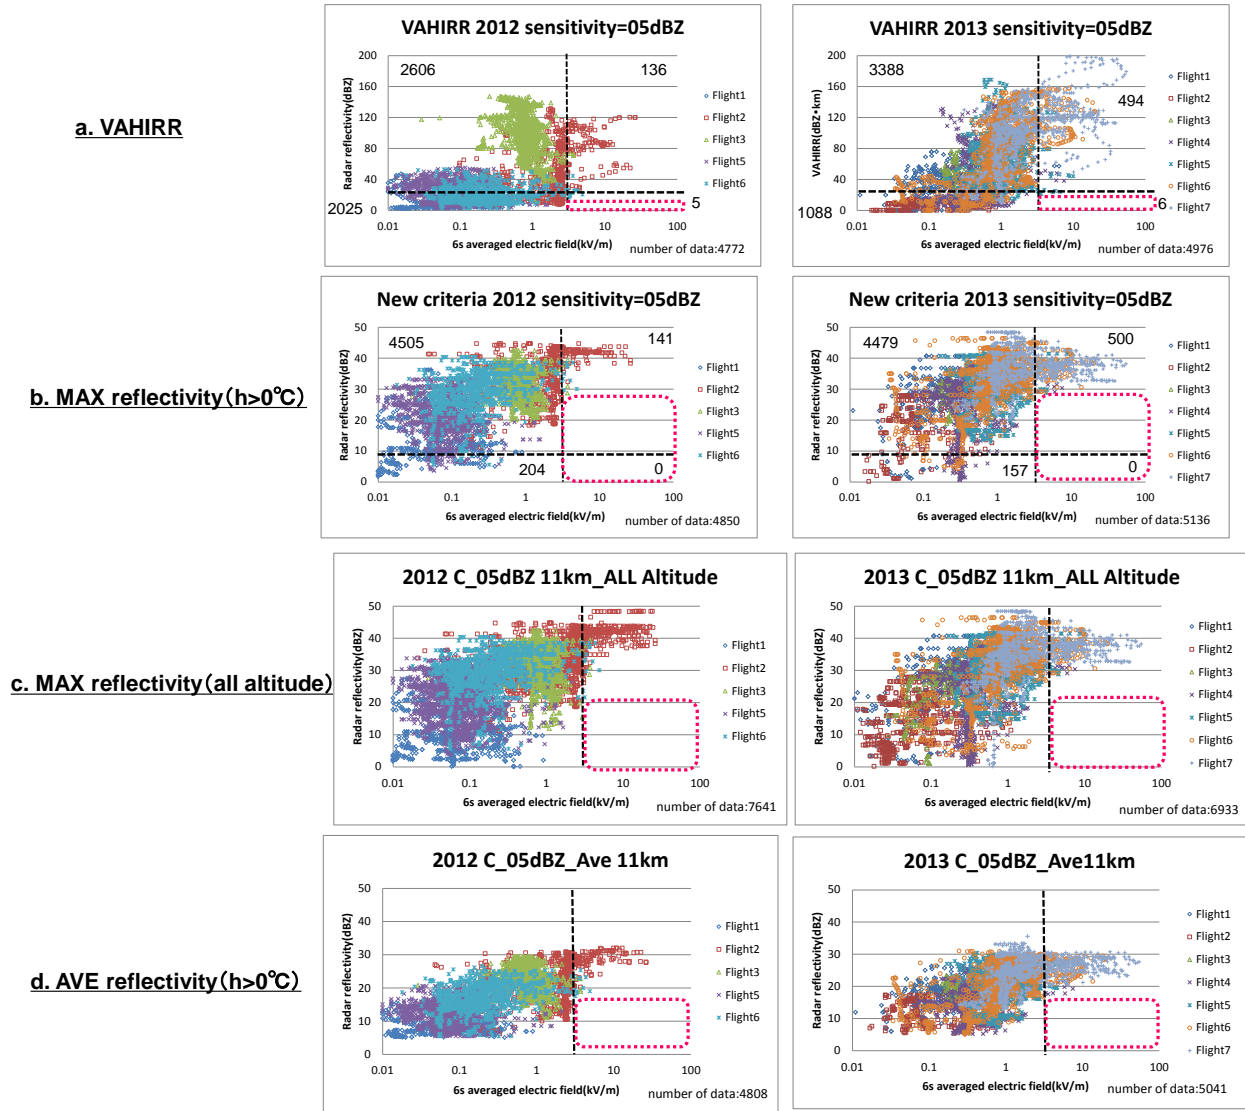 a. VAHIRR
VAHIRR 2012 sensitivity=05dBZ
Radar reflectivity(dBZ)
200
160
120
80
40
0
2606
136
2025
5
0.01
0.1
1
10
100
6s averaged electric field(kV/m)
number of data:4772
Flight1
Flight2
Flight3
Flight5
Flight6
VAHIRR 2013 sensitivity=05dBZ
VAHIRR(dBZ•km)
200
160
120
80
40
0
3388
494
1088
6
0.01
0.1
1
10
100
6s averaged electric field(kV/m)
number of data:4976
Flight1
Flight2
Flight3
Flight4
Flight5
Flight6
Flight7
b. MAX reflectivity(h>0℃)
New criteria 2012 sensitivity=05dBZ
Radar reflectivity(dBZ)
50
40
30
20
10
0
4505
141
204
0
0.01
0.1
1
10
100
6s averaged electric field(kV/m)
number of data:4850
Flight1
Flight2
Flight3
Flight5
Flight6
New criteria 2013 sensitivity=05dBZ
Radar reflectivity(dBZ)
50
40
30
20
10
0
4479
500
157
0
0.01
0.1
1
10
100
6s averaged electric field(kV/m)
number of data:5136
Flight1
Flight2
Flight3
Flight4
Flight5
Flight6
Flight7
c. MAX reflectivity(all altitude)
2012 C_05dBZ 11km_ALL Altitude
Radar reflectivity(dBZ)
50
40
30
20
10
0
0.01
0.1
1
10
100
6s averaged electric field(kV/m)
number of data:7641
Flight1
Flight2
Flight3
Filght5
Flight6
2013 C_05dBZ 11km_ALL Altitude
Radar reflectivity(dBZ)
50
40
30
20
10
0
0.01
0.1
1
10
100
6s averaged electric field(kV/m)
number of data:6933
Flight1
Flight2
Flight3
Flight4
Flight5
Flight6
Flight7
d. AVE reflectivity(h>0℃)
2012 C_05dBZ_Ave 11km
Radar reflectivity(dBZ)
50
40
30
20
10
0
0.01
0.1
1
10
100
6s averaged electric field(kV/m)
number of data:4808
Flight1
Flight2
Flight3
Flight5
Flight6
2013 C_05dBZ_Ave11km
Radar reflectivity(dBZ)
50
40
30
20
10
0
0.01
0.1
1
10
100
6s averaged electric field(kV/m)
number of data:5041
Flight1
Flight2
Flight3
Flight4
Flight5
Flight6
Flight7